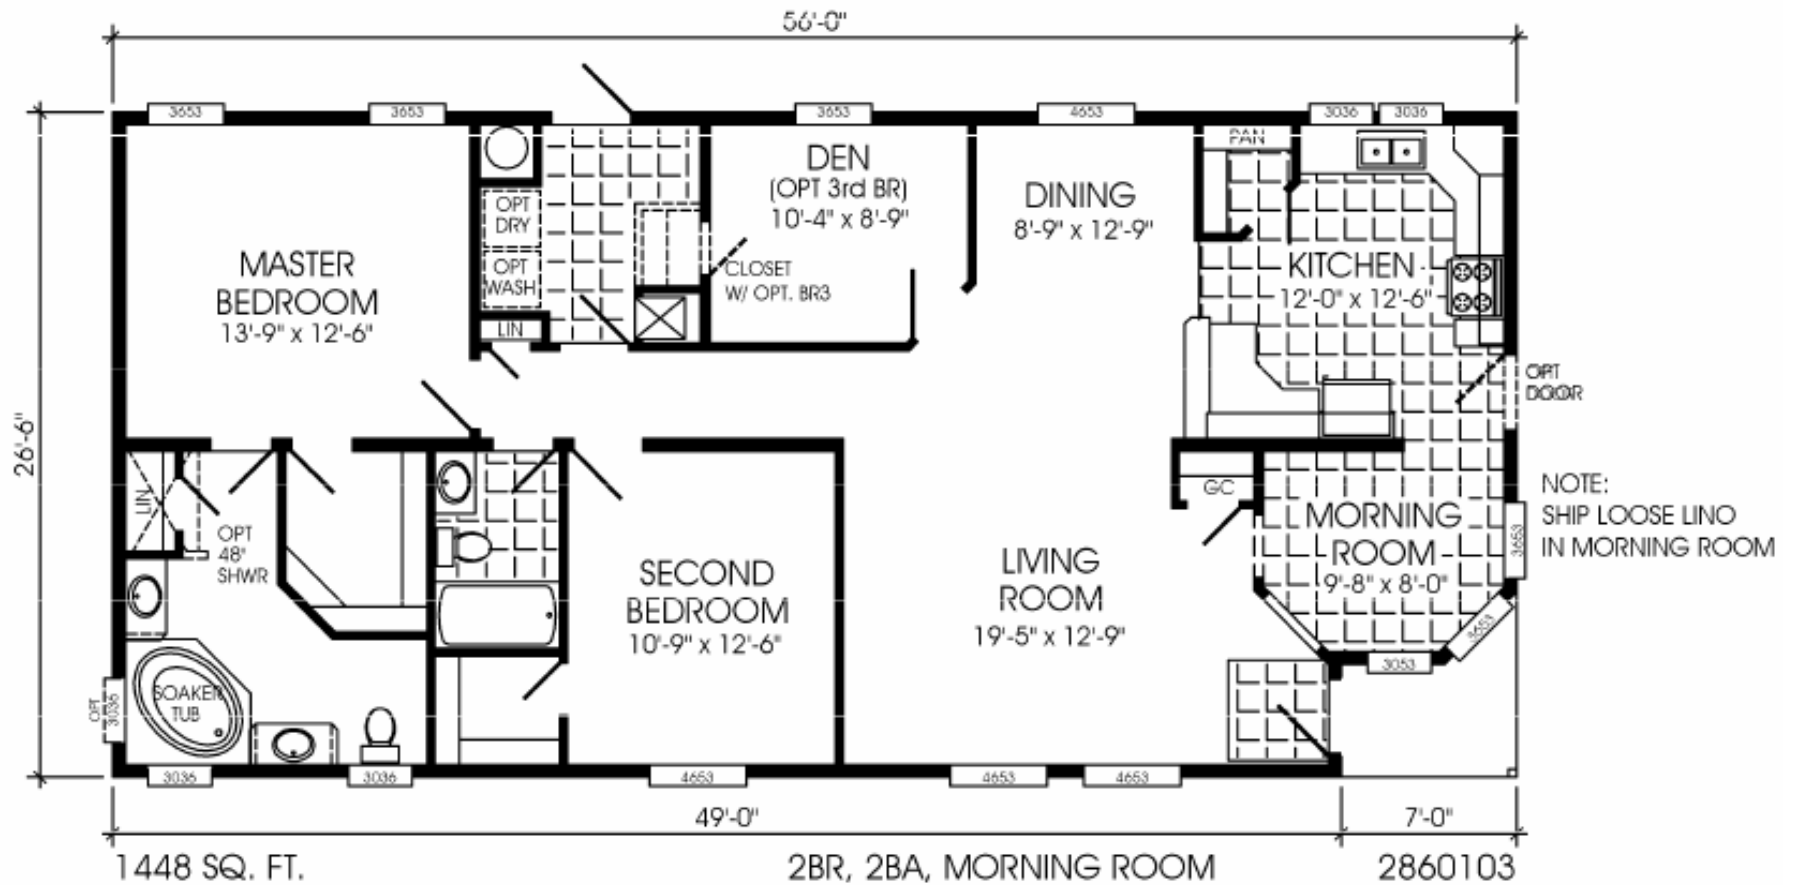 56'-0"
3653
3653
3653
4653
3036
3036
PAN
DEN
(OPT 3rd BR)
10'-4" x 8'-9"
DINING
8'-9" x 12'-9"
OPT
DRY
OPT
WASH
LIN
CLOSET
W/ OPT. BR3
MASTER
BEDROOM
13'-9" x 12'-6"
KITCHEN
12'-0" x 12'-6"
OPT
DOOR
26'-6"
LIN
OPT
48"
SHWR
GC
MORNING
ROOM
9'-8" x 8'-0"
3653
NOTE:
SHIP LOOSE LINO
IN MORNING ROOM
SECOND
BEDROOM
10'-9" x 12'-6"
LIVING
ROOM
19'-5" x 12'-9"
3653
3053
SOAKER
TUB
OPT
3036
3036
3036
4653
4653
4653
49'-0"
7'-0"
1448 SQ. FT.
2BR, 2BA, MORNING ROOM
2860103